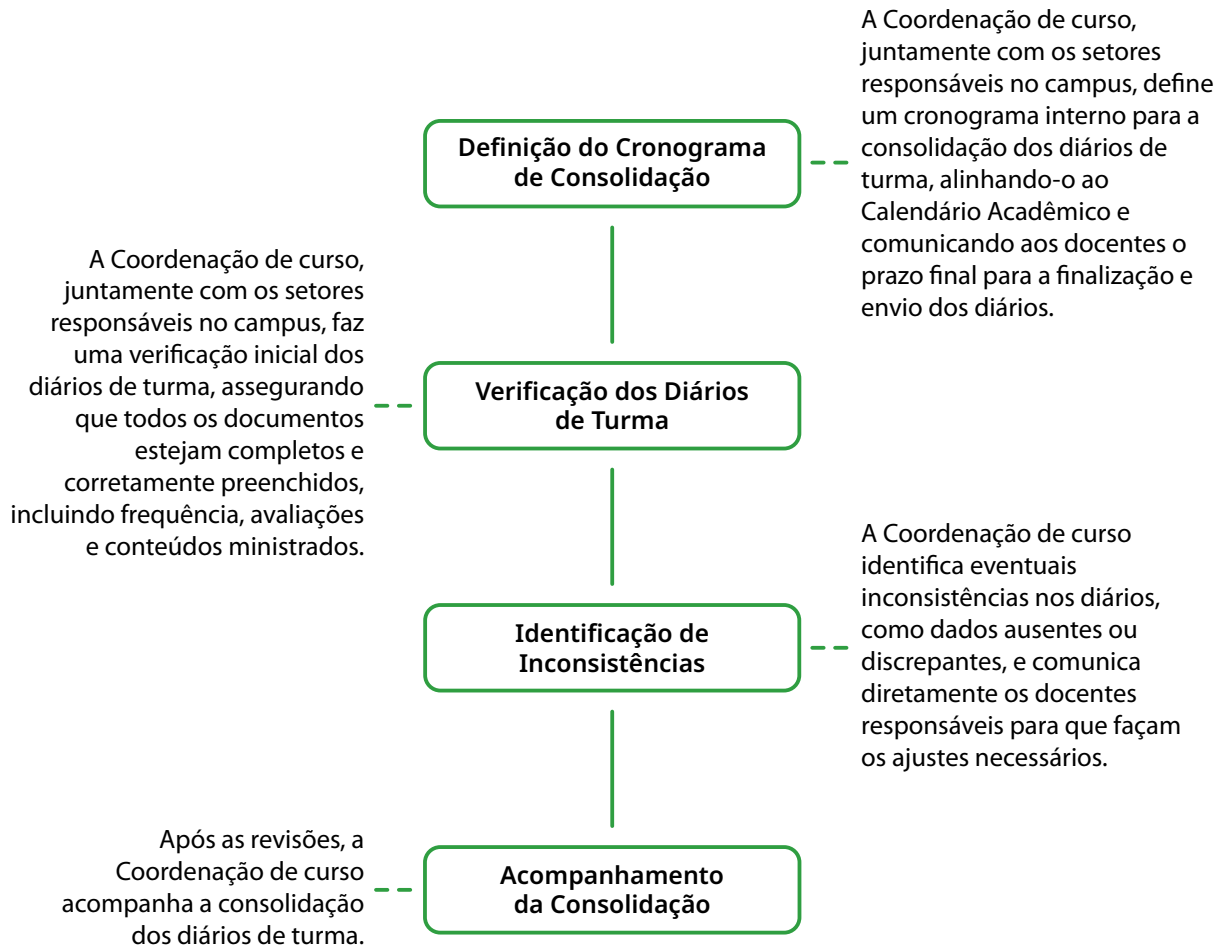 A Coordenação de curso,
juntamente com os setores
responsáveis no campus, define
um cronograma interno para a
consolidação dos diários de
turma, alinhando-o ao
Calendário Acadêmico e
comunicando aos docentes o
prazo final para a finalização e
envio dos diários.
Definição do Cronograma
de Consolidação
A Coordenação de curso,
juntamente com os setores
responsáveis no campus, faz
uma verificação inicial dos
diários de turma, assegurando
que todos os documentos
estejam completos e
corretamente preenchidos,
incluindo frequência, avaliações
e conteúdos ministrados.
Verificação dos Diários
de Turma
A Coordenação de curso
identifica eventuais
inconsistências nos diários,
como dados ausentes ou
discrepantes, e comunica
diretamente os docentes
responsáveis para que façam
os ajustes necessários.
Identificação de
Inconsistências
Após as revisões, a
Coordenação de curso
acompanha a consolidação
dos diários de turma.
Acompanhamento
da Consolidação